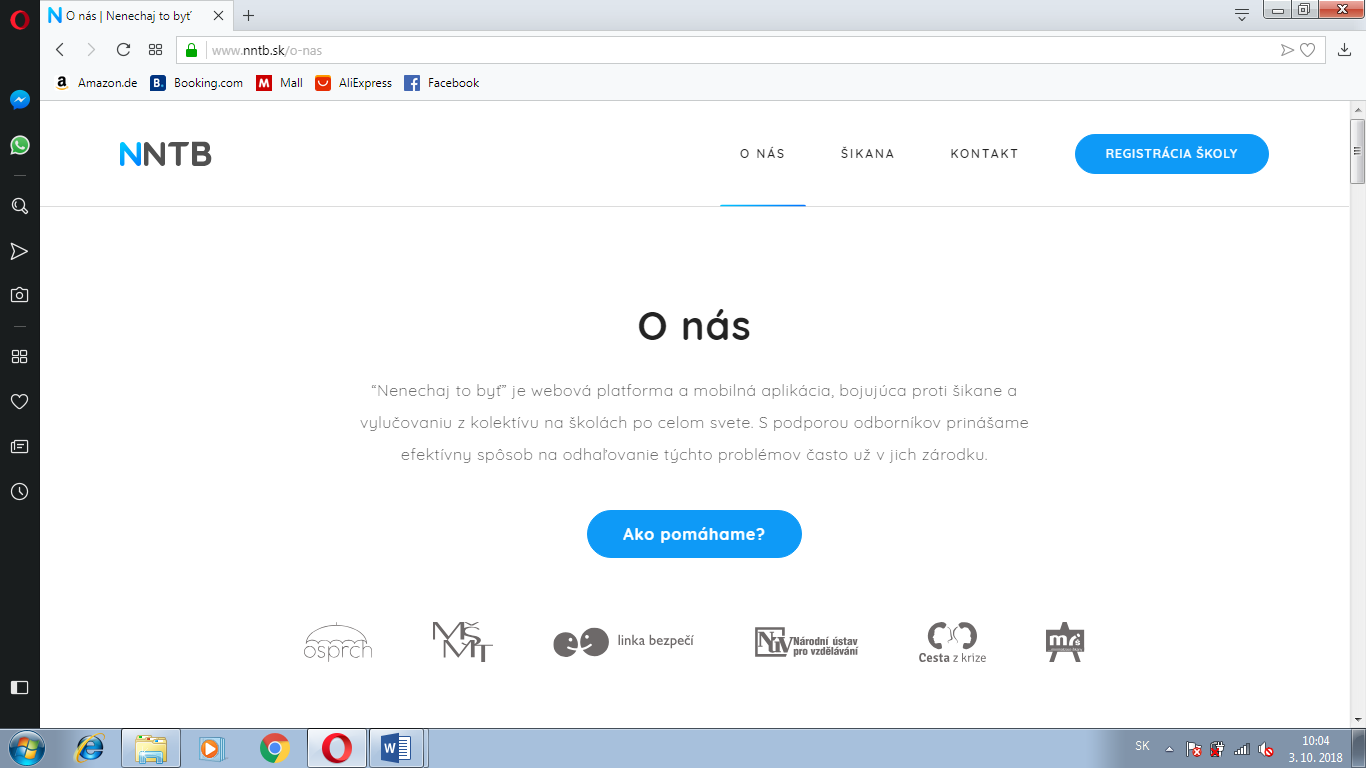 O nás | Nenechaj to byť
www.nntb.sk/o-nas
Amazon.de Booking.com Mall AliExpress Facebook
NNTB
O NÁS ŠIKANA KONTAKT REGISTRÁCIA ŠKOLY
O nás
“Nenechaj to byť” je webová platforma a mobilná aplikácia, bojujúca proti šikane a
vylučovaniu z kolektívu na školách po celom svete. S podporou odborníkov prinášame
efektívny spôsob na odhaľovanie týchto problémov často už v jich zárodku.
Ako pomáhame?
osprch
MŠMT
linka bezpečí
NÚV Národní ústav
pro vzdělávání
Cesta z krize
SK
10:04
3. 10. 2018